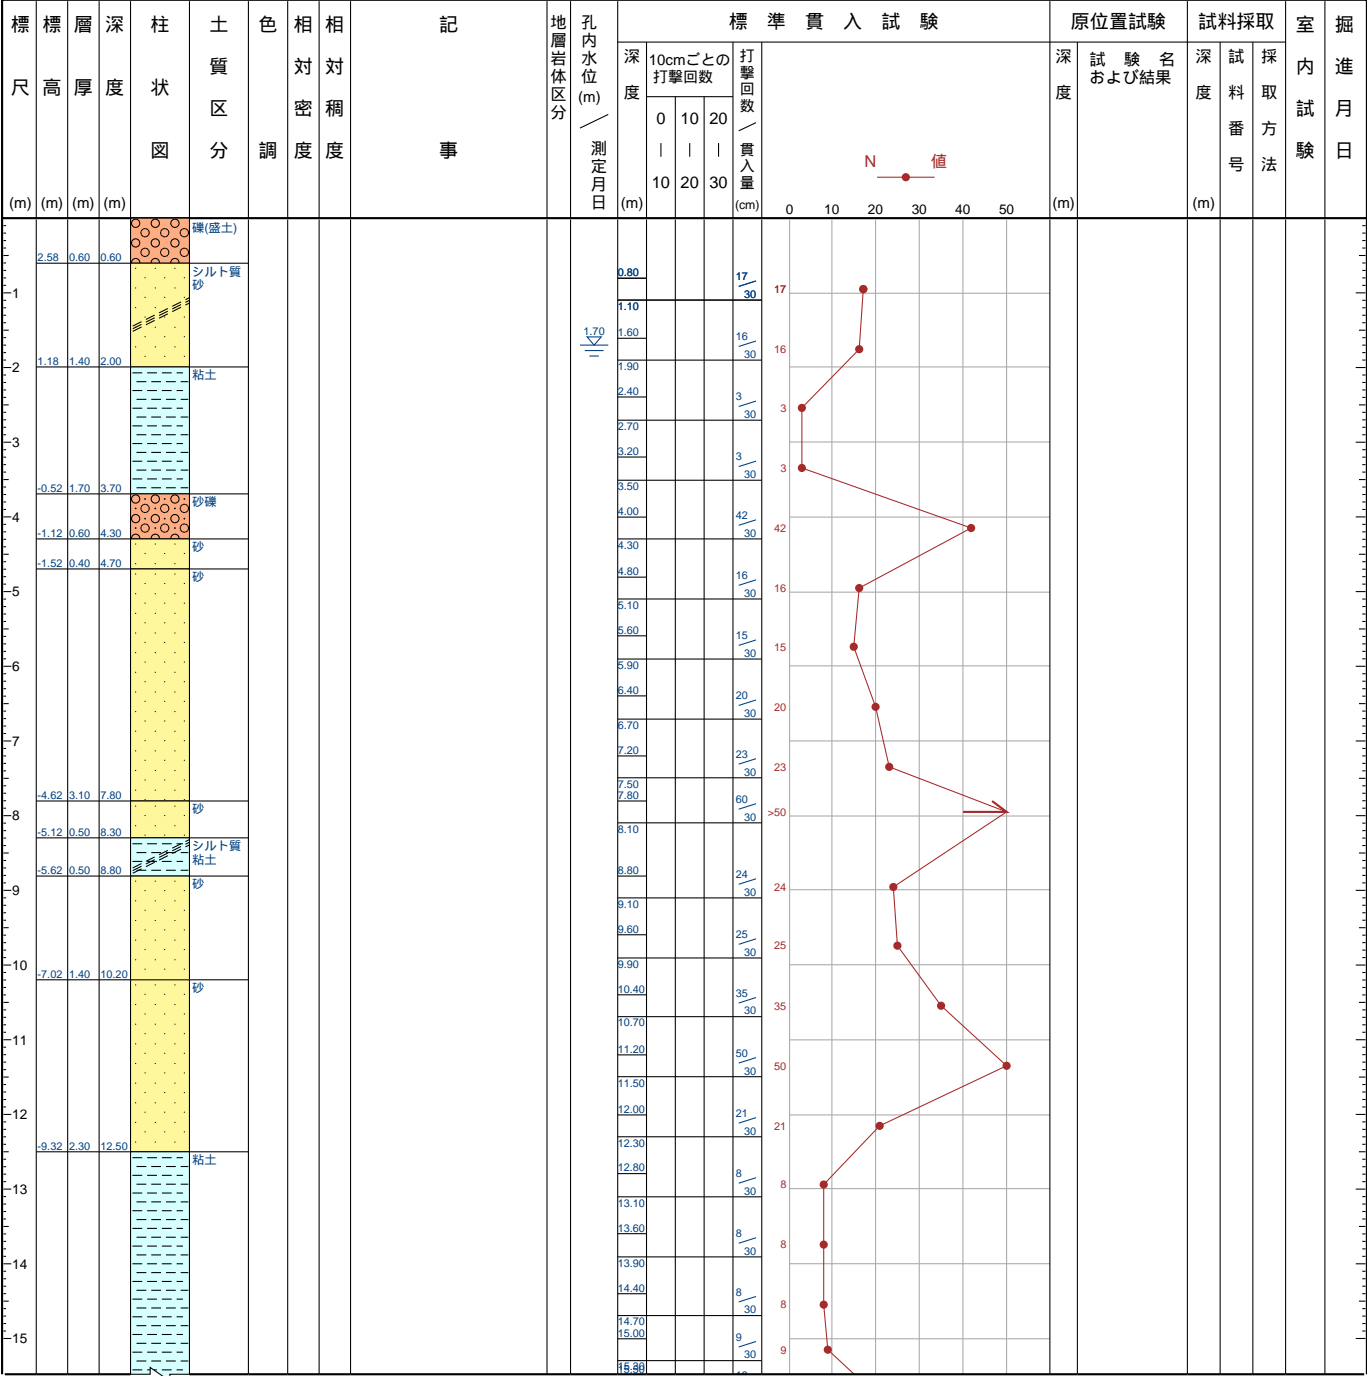 標尺 (m)
標高 (m)
層厚 (m)
深度 (m)
柱状図
土質区分
色調
相対密度
相対稠度
記事
地層岩体区分
孔内水位(m)／測定月日
標準貫入試験
深度 (m)
10cmごとの
打撃回数
0 10 20
| | |
10 20 30
打撃回数／貫入量 (cm)
N 値
0 10 20 30 40 50
原位置試験
深度 (m)
試験名
および結果
試料採取
深度 (m)
試料番号
採取方法
室内試験
掘進月日
2.58 0.60 0.60 礫(盛土)
シルト質
砂
1.18 1.40 2.00
粘土
-0.52 1.70 3.70
砂礫
-1.12 0.60 4.30
砂
-1.52 0.40 4.70
砂
-4.62 3.10 7.80
砂
-5.12 0.50 8.30
シルト質
粘土
-5.62 0.50 8.80
砂
-7.02 1.40 10.20
砂
-9.32 2.30 12.50
粘土
1
2
3
4
5
6
7
8
9
10
11
12
13
14
15
1.70
0.80 17/30 17
1.10
1.60 16/30 16
1.90
2.40 3/30 3
2.70
3.20 3/30 3
3.50
4.00 42/30 42
4.30
4.80 16/30 16
5.10
5.60 15/30 15
5.90
6.40 20/30 20
6.70
7.20 23/30 23
7.50
7.80 60/30 >50
8.10
8.80 24/30 24
9.10
9.60 25/30 25
9.90
10.40 35/30 35
10.70
11.20 50/30 50
11.50
12.00 21/30 21
12.30
12.80 8/30 8
13.10
13.60 8/30 8
13.90
14.40 8/30 8
14.70
15.00 9/30 9